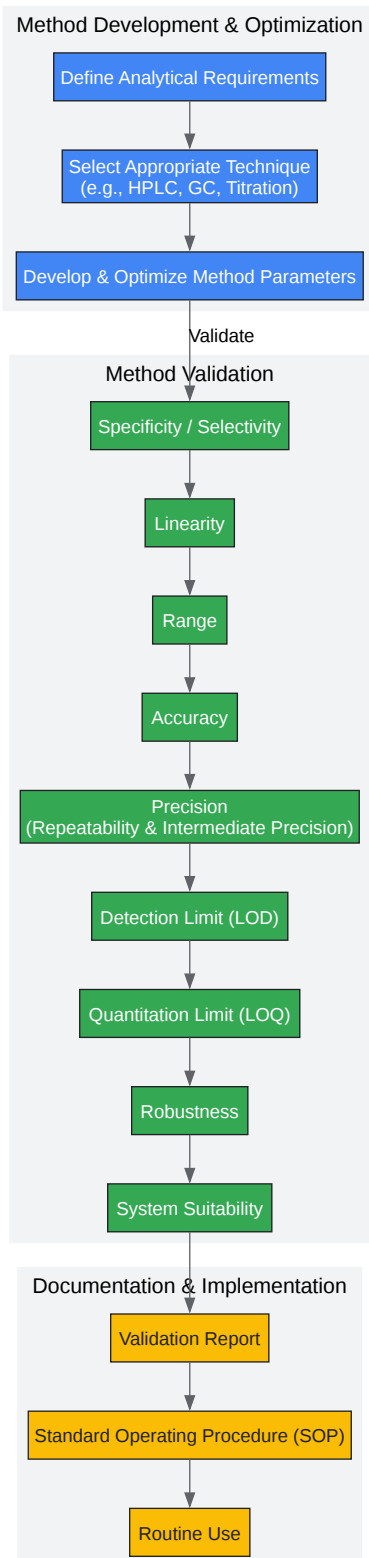 Method Development & Optimization
Define Analytical Requirements
Select Appropriate Technique
(e.g., HPLC, GC, Titration)
Develop & Optimize Method Parameters
Validate
Method Validation
Specificity / Selectivity
Linearity
Range
Accuracy
Precision
(Repeatability & Intermediate Precision)
Detection Limit (LOD)
Quantitation Limit (LOQ)
Robustness
System Suitability
Documentation & Implementation
Validation Report
Standard Operating Procedure (SOP)
Routine Use